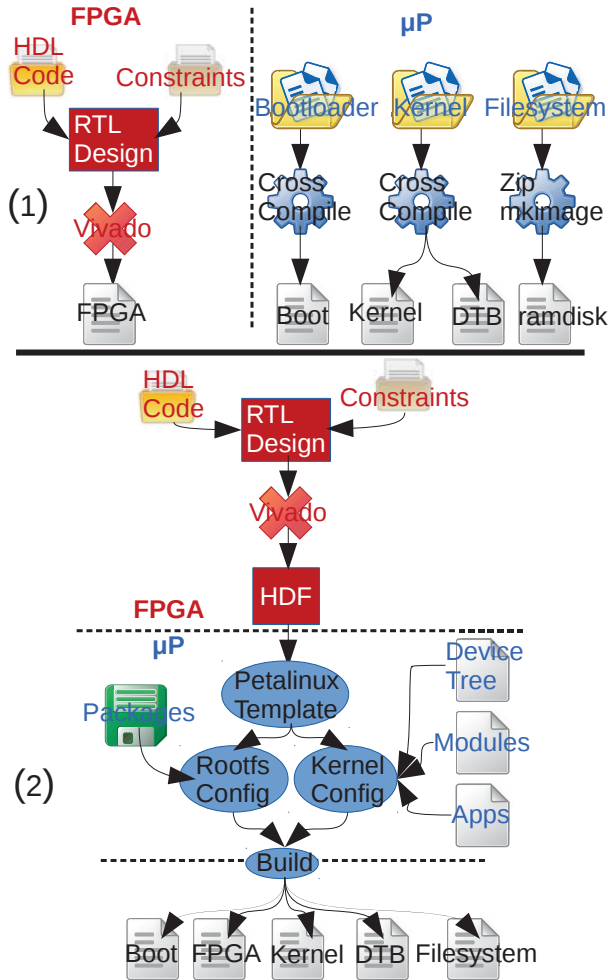 FPGA
µP
HDL
Code
Constraints
Bootloader
Kernel
Filesystem
RTL
Design
Cross
Compile
Cross
Compile
Zip
mkimage
(1)
Vivado
FPGA
Boot
Kernel
DTB
ramdisk
HDL
Code
Constraints
RTL
Design
Vivado
HDF
FPGA
µP
Device
Tree
Petalinux
Template
Packages
Modules
Rootfs
Config
Kernel
Config
(2)
Apps
Build
Boot
FPGA
Kernel
DTB
Filesystem